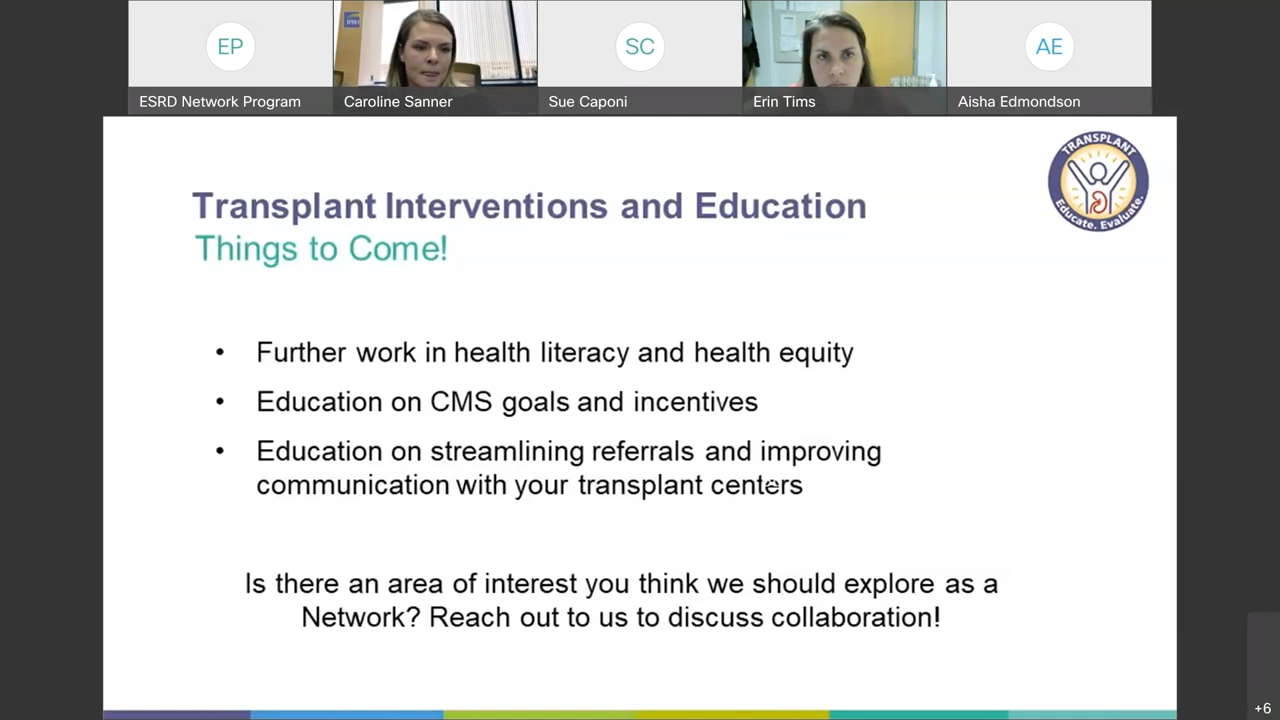 EP
SC
AE
ESRD Network Program
Caroline Sanner
Sue Caponi
Erin Tims
Aisha Edmondson
TRANSPLANT
Educate. Evaluate.
Transplant Interventions and Education
Things to Come!
• Further work in health literacy and health equity
• Education on CMS goals and incentives
• Education on streamlining referrals and improving
communication with your transplant centers
Is there an area of interest you think we should explore as a
Network? Reach out to us to discuss collaboration!
+6